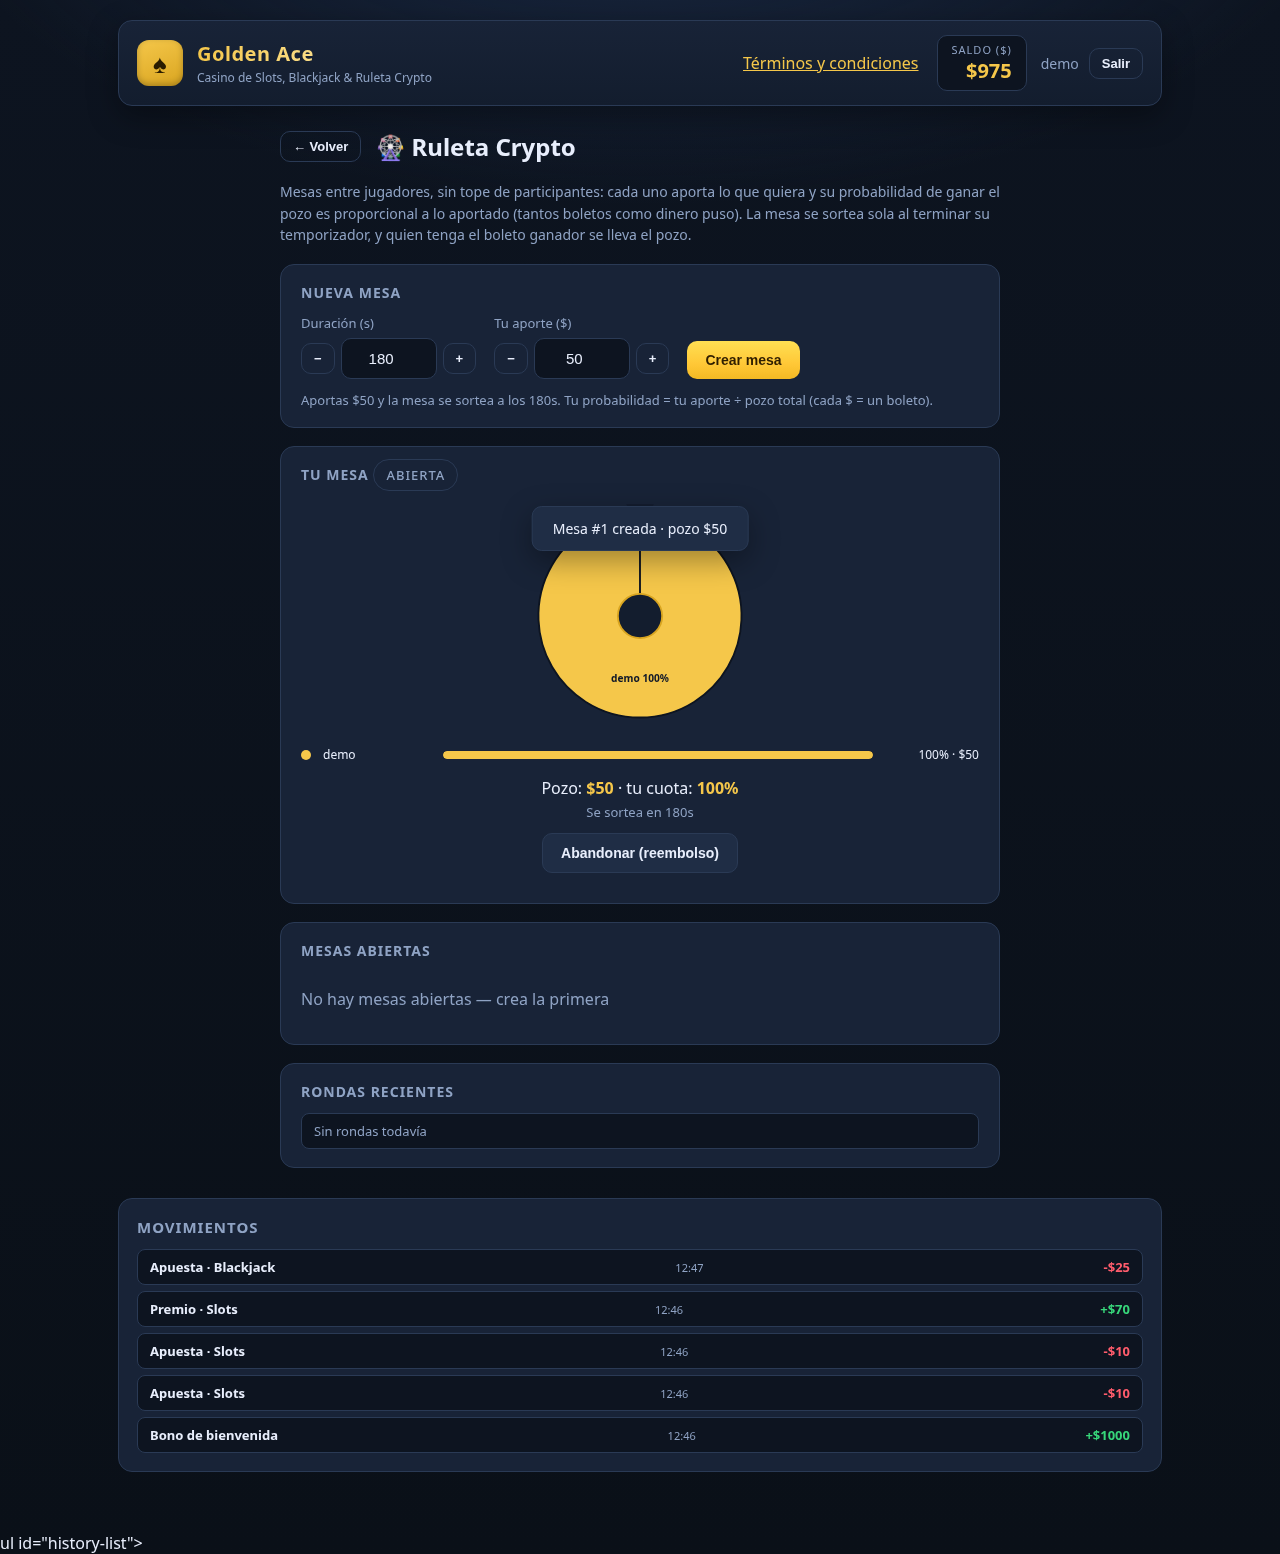 ♠
Golden Ace
Casino de Slots, Blackjack & Ruleta Crypto
Términos y condiciones
SALDO ($)
$975
demo
Salir
← Volver
🎡 Ruleta Crypto
Mesas entre jugadores, sin tope de participantes: cada uno aporta lo que quiera y su probabilidad de ganar el
pozo es proporcional a lo aportado (tantos boletos como dinero puso). La mesa se sortea sola al terminar su
temporizador, y quien tenga el boleto ganador se lleva el pozo.
NUEVA MESA
Duración (s)
Tu aporte ($)
− 180 +
− 50 +
Crear mesa
Aportas $50 y la mesa se sortea a los 180s. Tu probabilidad = tu aporte ÷ pozo total (cada $ = un boleto).
TU MESA ABIERTA
Mesa #1 creada · pozo $50
demo 100%
demo
100% · $50
Pozo: $50 · tu cuota: 100%
Se sortea en 180s
Abandonar (reembolso)
MESAS ABIERTAS
No hay mesas abiertas — crea la primera
RONDAS RECIENTES
Sin rondas todavía
MOVIMIENTOS
Apuesta · Blackjack 12:47 -$25
Premio · Slots 12:46 +$70
Apuesta · Slots 12:46 -$10
Apuesta · Slots 12:46 -$10
Bono de bienvenida 12:46 +$1000
ul id="history-list">